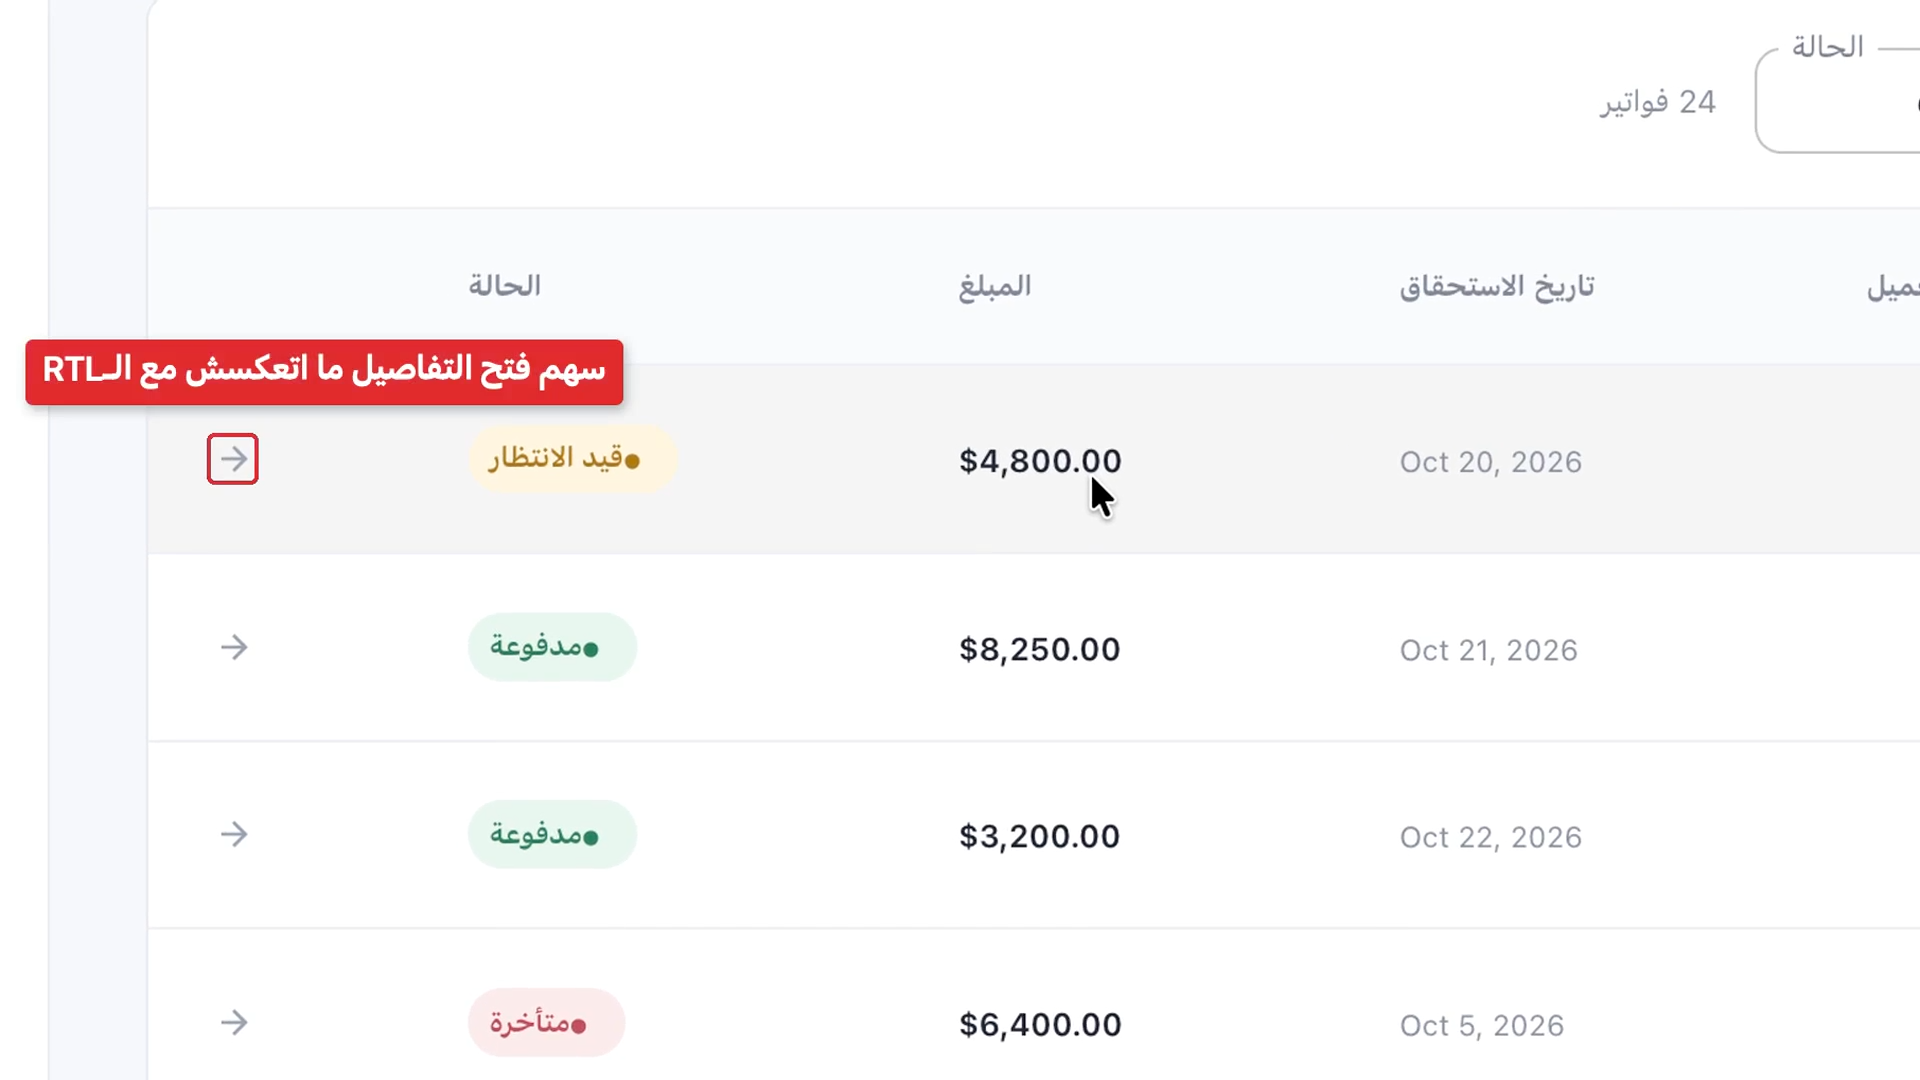 الحالة
24 فواتير
تاريخ الاستحقاق
المبلغ
الحالة
سهم فتح التفاصيل ما اتعكسش مع الـRTL
Oct 20, 2026
$4,800.00
قيد الانتظار
Oct 21, 2026
$8,250.00
مدفوعة
Oct 22, 2026
$3,200.00
مدفوعة
Oct 5, 2026
$6,400.00
متأخرة